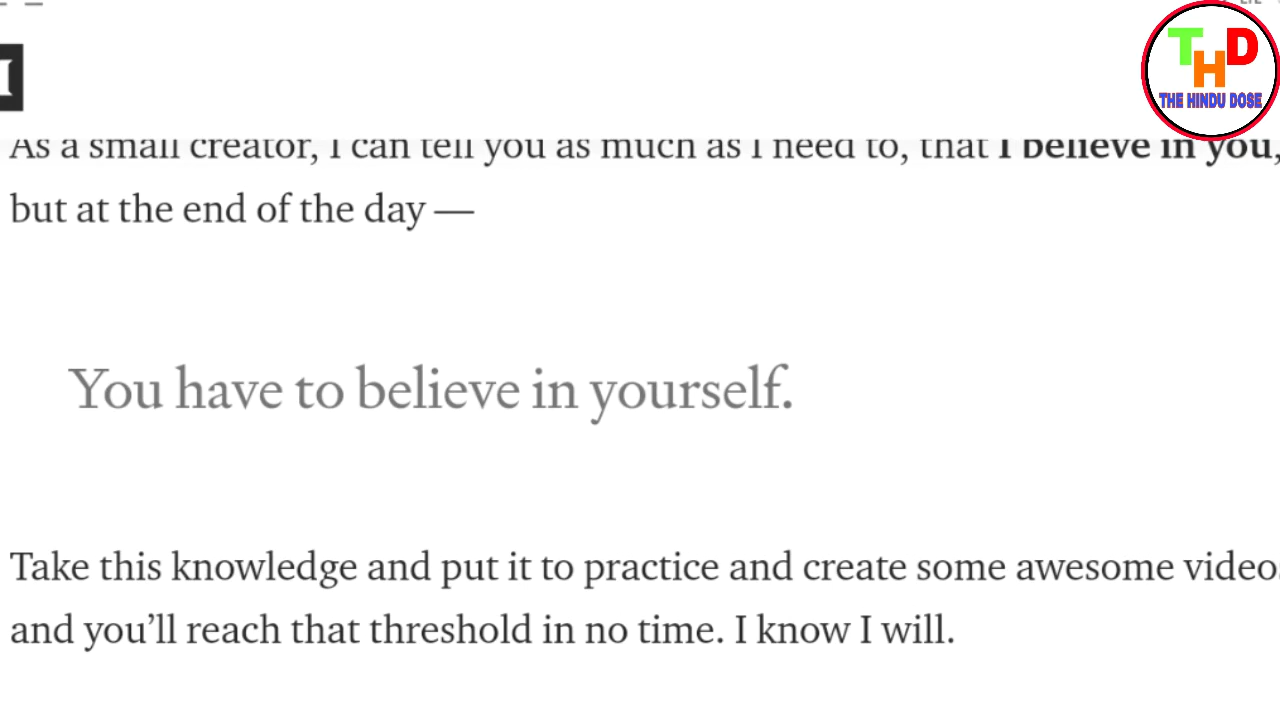 THD
THE HINDU DOSE
As a small creator, I can tell you as much as I need to, that I believe in you,
but at the end of the day —
You have to believe in yourself.
Take this knowledge and put it to practice and create some awesome videos
and you’ll reach that threshold in no time. I know I will.